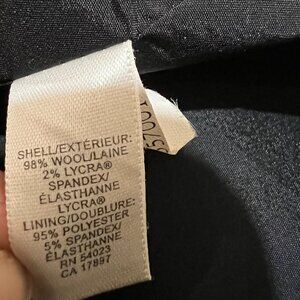 SHELL/EXTÉRIEUR:
98% WOOL/LAINE
2% LYCRA®
SPANDEX/
ÉLASTHANNE
LYCRA®
LINING/DOUBLURE:
95% POLYESTER
5% SPANDEX/
ÉLASTHANNE
RN 54023
CA 17897